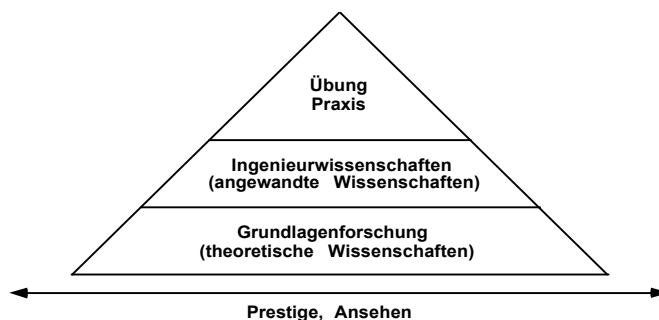 Übung
Praxis
Ingenieurwissenschaften
(angewandte Wissenschaften)
Grundlagenforschung
(theoretische Wissenschaften)
Prestige, Ansehen